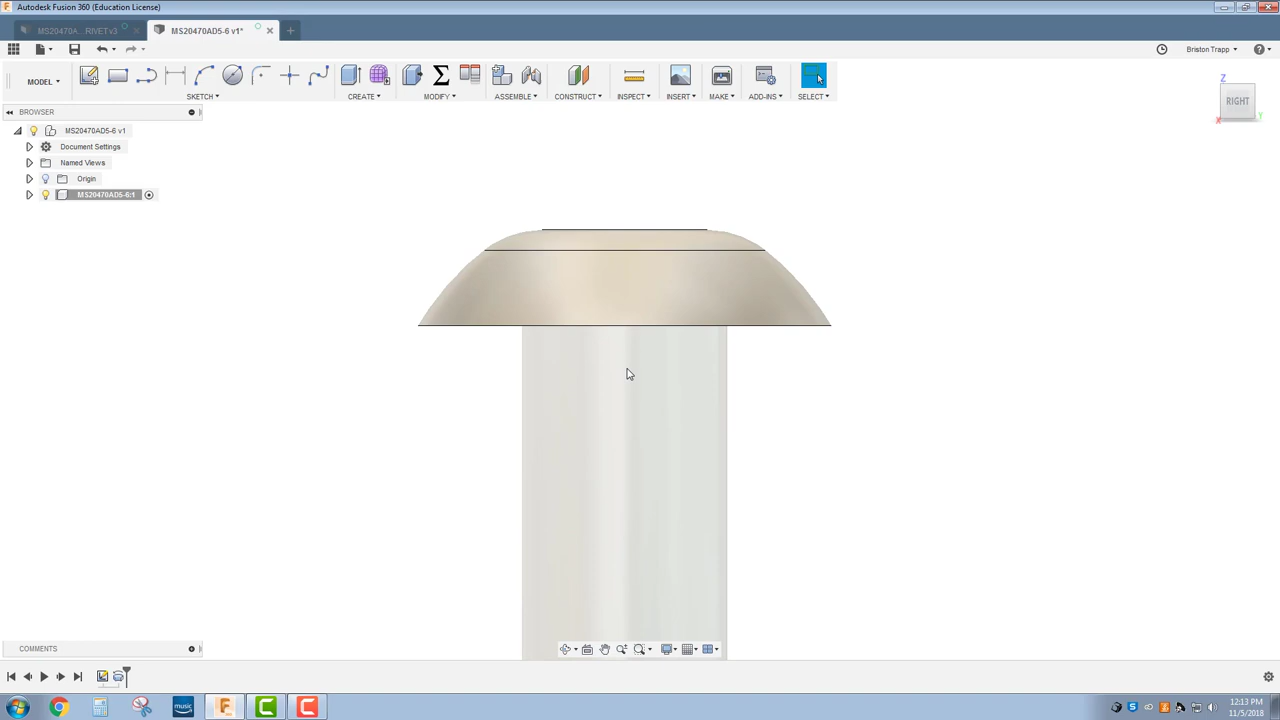 Autodesk Fusion 360 (Education License)
MS20470A...RIVET v3
MS20470AD5-6 v1*
Briston Trapp
MODEL
SKETCH
CREATE
MODIFY
ASSEMBLE
CONSTRUCT
INSPECT
INSERT
MAKE
ADD-INS
SELECT
Z
RIGHT
X
Y
BROWSER
MS20470AD5-6 v1
Document Settings
Named Views
Origin
MS20470AD5-6:1
COMMENTS
music
12:13 PM
11/5/2018